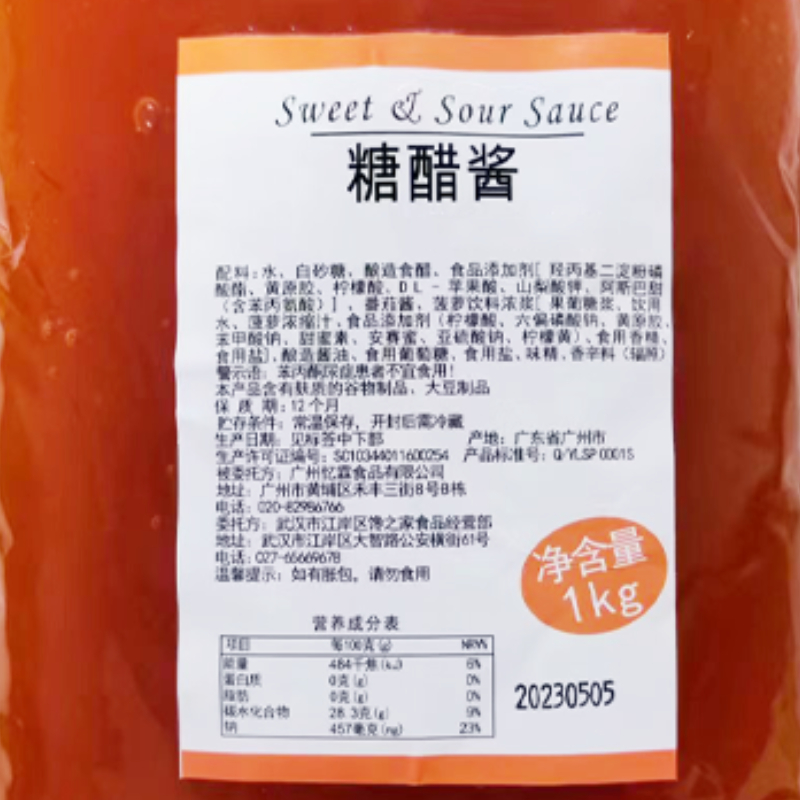 Sweet & Sour Sauce
糖醋酱
配料:水、白砂糖、酿造食醋、食品添加剂[羟丙基二淀粉磷
酸酯、黄原胶、柠檬酸、DL-苹果酸、山梨酸钾、阿斯巴甜
(含苯丙氨酸)]、番茄酱、菠萝饮料浓浆[果葡糖浆、饮用
水、菠萝浓缩汁、食品添加剂(柠檬酸、六偏磷酸钠、黄原胶、
苯甲酸钠、甜蜜素、安赛蜜、亚硫酸钠、柠檬黄)、食用香精、
食用盐]、酿造酱油、食用葡萄糖、食用盐、味精、香辛料(辐照)
警示语:苯丙酮尿症患者不宜食用!
本产品含有麸质的谷物制品、大豆制品
保 质 期:12个月
贮存条件:常温保存,开封后需冷藏
生产日期:见标签中下部 产地:广东省广州市
生产许可证编号:SC10344011600254 产品标准号:Q/YLSP 0001S
被委托方:广州忆霖食品有限公司
地址:广州市黄埔区禾丰三街8号B栋
电话:020-82986766
委托方:武汉市江岸区馋之家食品经营部
地址:武汉市江岸区大智路公安横街61号
电话:027-65669678
温馨提示:如有胀包,请勿食用
净含量
1kg
营养成分表
项目 每100克(g) NRV%
能量 484千焦(kJ) 6%
蛋白质 0克(g) 0%
脂肪 0克(g) 0%
碳水化合物 28.3克(g) 9%
钠 457毫克(mg) 23%
20230505